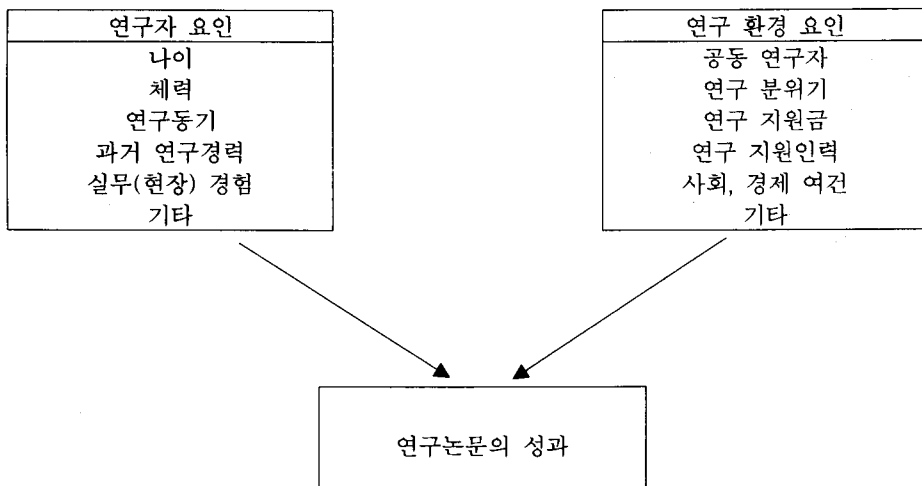 연구자 요인
나이
체력
연구동기
과거 연구경력
실무(현장) 경험
기타
연구 환경 요인
공동 연구자
연구 분위기
연구 지원금
연구 지원인력
사회, 경제 여건
기타
연구논문의 성과